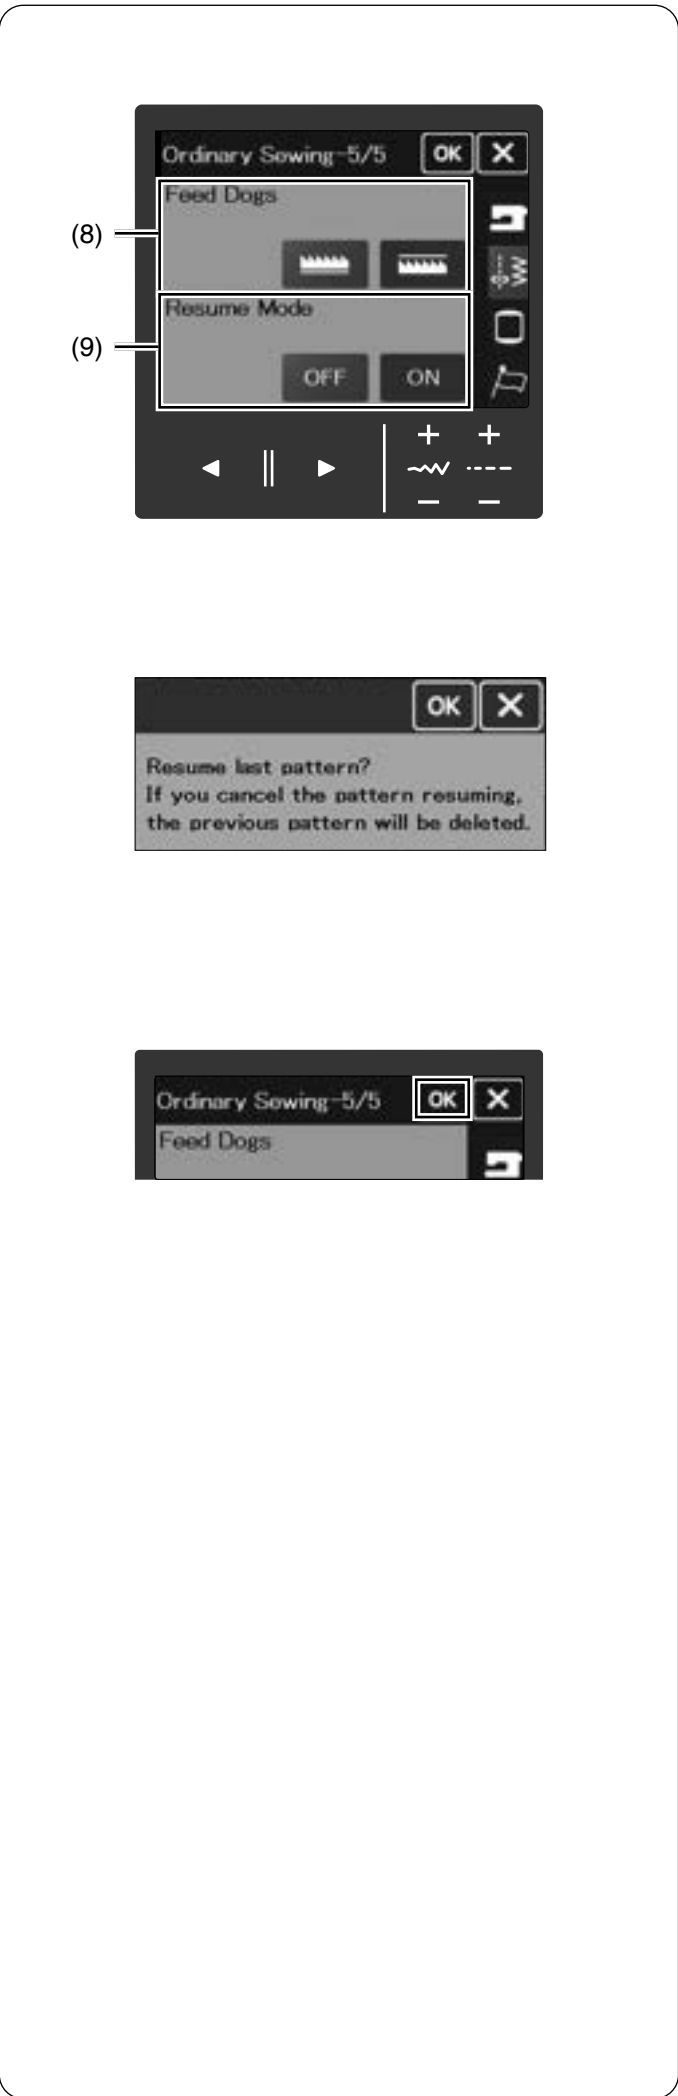 Ordinary Sewing-5/5 OK X
Feed Dogs
(8)
Resume Mode
(9)
OFF ON
OK X
Resume last pattern?
If you cancel the pattern resuming,
the previous pattern will be deleted.
Ordinary Sewing-5/5 OK X
Feed Dogs